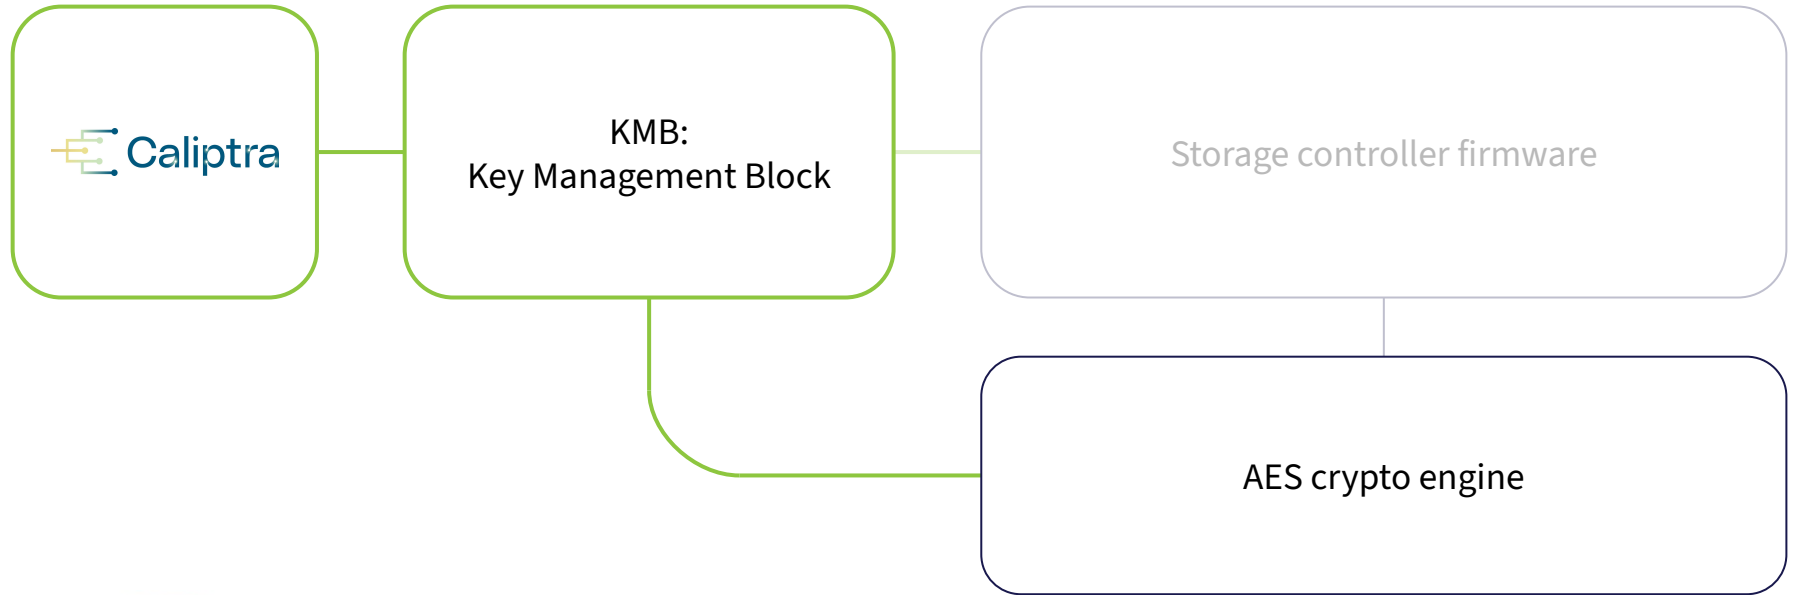 Caliptra
KMB:
Key Management Block
Storage controller firmware
AES crypto engine